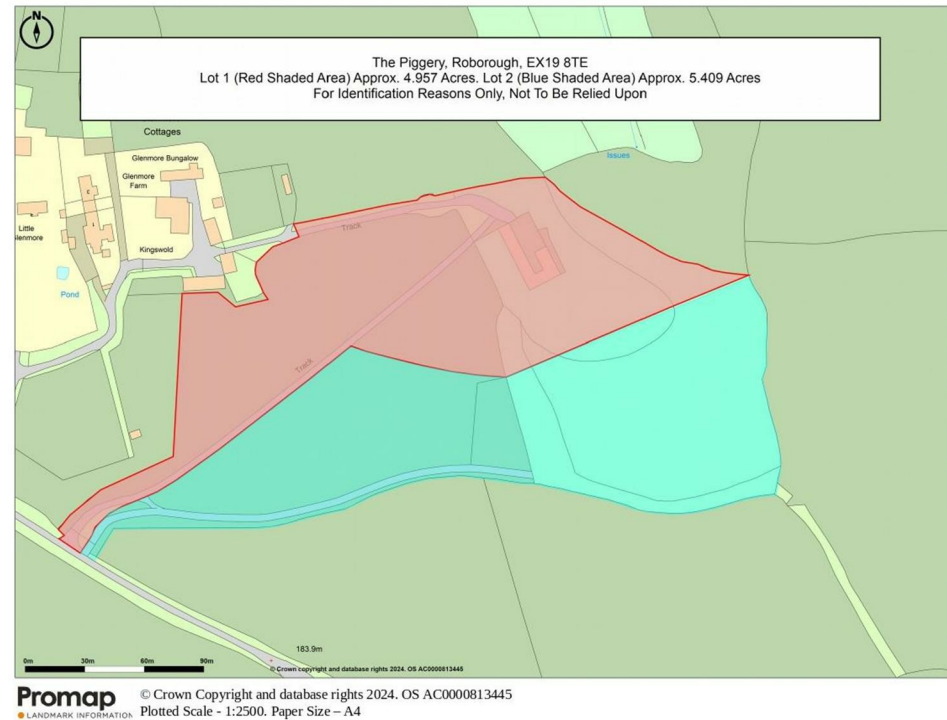 N
The Piggery, Roborough, EX19 8TE
Lot 1 (Red Shaded Area) Approx. 4.957 Acres. Lot 2 (Blue Shaded Area) Approx. 5.409 Acres
For Identification Reasons Only, Not To Be Relied Upon
Cottages
Issues
Glenmore Bungalow
Glenmore
Farm
Little
Glenmore
Kingswold
Track
Pond
Track
183.9m
0m 30m 60m 90m
© Crown copyright and database rights 2024. OS AC0000813445
Promap
LANDMARK INFORMATION
© Crown Copyright and database rights 2024. OS AC0000813445
Plotted Scale - 1:2500. Paper Size – A4